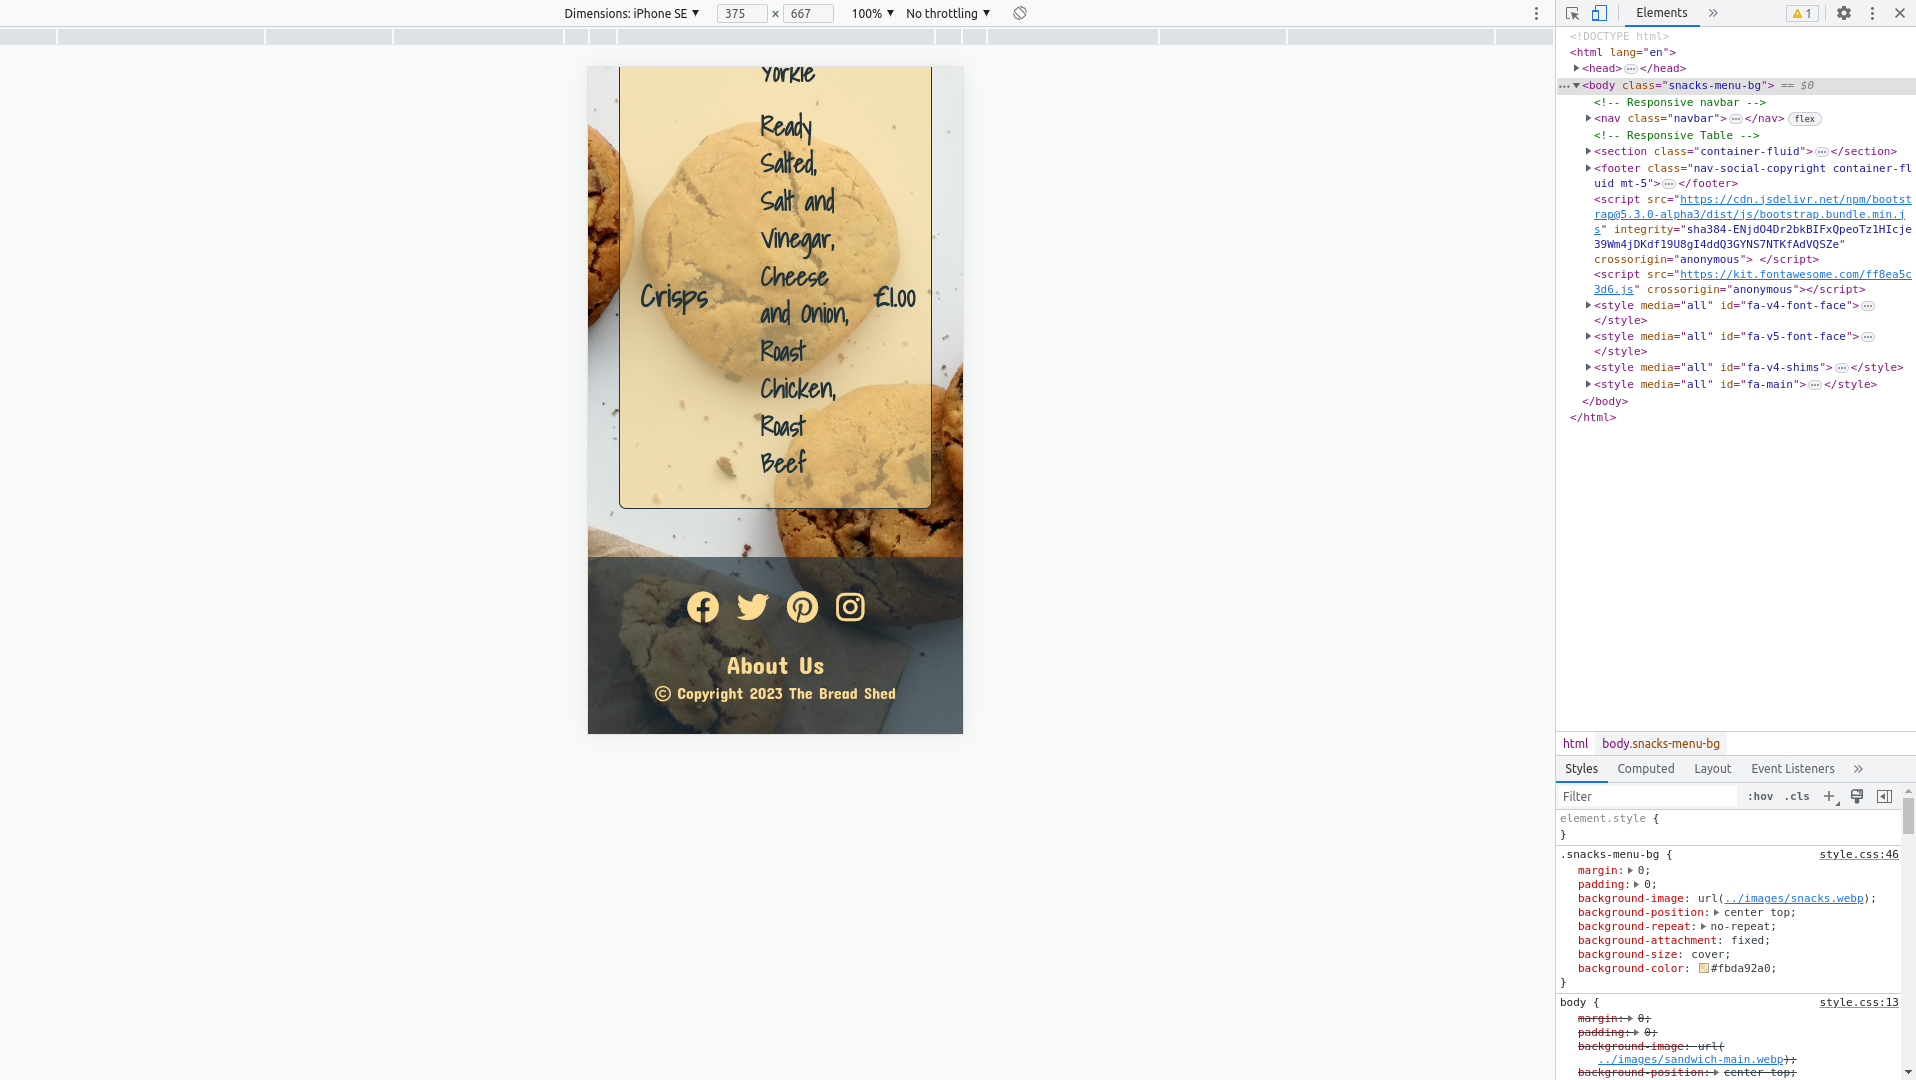 Dimensions: iPhone SE ▼ 375 × 667 100% ▼ No throttling ▼
Yorkie
Ready
Salted,
Salt and
Vinegar,
Cheese
and Onion,
Roast
Chicken,
Roast
Beef
Crisps
£1.00
About Us
© Copyright 2023 The Bread Shed
Elements » 1
<!DOCTYPE html>
<html lang="en">
<head>…</head>
<body class="snacks-menu-bg"> == $0
<!-- Responsive navbar -->
<nav class="navbar">…</nav> flex
<!-- Responsive Table -->
<section class="container-fluid">…</section>
<footer class="nav-social-copyright container-fl
uid mt-5">…</footer>
<script src="https://cdn.jsdelivr.net/npm/bootst
rap@5.3.0-alpha3/dist/js/bootstrap.bundle.min.j
s" integrity="sha384-ENjdO4Dr2bkBIFxQpeoTz1HIcje
39Wm4jDKdf19U8gI4ddQ3GYNS7NTKfAdVQSZe"
crossorigin="anonymous"> </script>
<script src="https://kit.fontawesome.com/ff8ea5c
3d6.js" crossorigin="anonymous"></script>
<style media="all" id="fa-v4-font-face">…
</style>
<style media="all" id="fa-v5-font-face">…
</style>
<style media="all" id="fa-v4-shims">…</style>
<style media="all" id="fa-main">…</style>
</body>
</html>
html body.snacks-menu-bg
Styles Computed Layout Event Listeners »
Filter :hov .cls +
element.style {
}
.snacks-menu-bg { style.css:46
margin: 0;
padding: 0;
background-image: url(../images/snacks.webp);
background-position: center top;
background-repeat: no-repeat;
background-attachment: fixed;
background-size: cover;
background-color: #fbda92a0;
}
body { style.css:13
margin: 0;
padding: 0;
background-image: url(
../images/sandwich-main.webp);
background-position: center top;